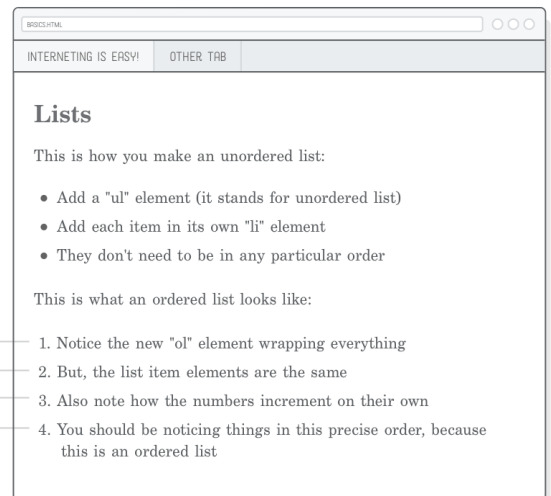 BASICS.HTML
INTERNETING IS EASY!
OTHER TAB
Lists
This is how you make an unordered list:
● Add a "ul" element (it stands for unordered list)
● Add each item in its own "li" element
● They don't need to be in any particular order
This is what an ordered list looks like:
1. Notice the new "ol" element wrapping everything
2. But, the list item elements are the same
3. Also note how the numbers increment on their own
4. You should be noticing things in this precise order, because
this is an ordered list